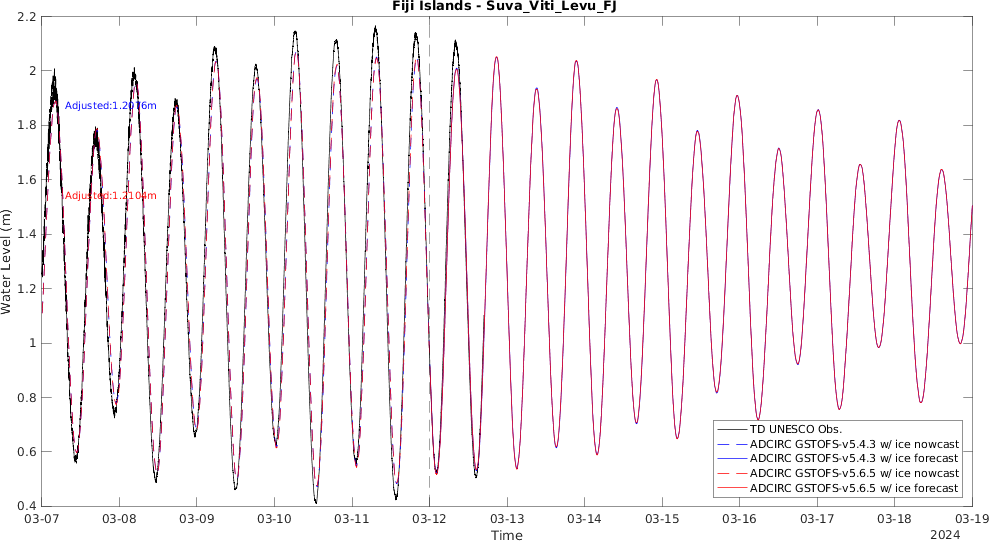 Fiji Islands - Suva_Viti_Levu_FJ
Water Level (m)
2.2
2
1.8
1.6
1.4
1.2
1
0.8
0.6
0.4
Adjusted:1.2076m
Adjusted:1.2104m
TD UNESCO Obs.
ADCIRC GSTOFS-v5.4.3 w/ ice nowcast
ADCIRC GSTOFS-v5.4.3 w/ ice forecast
ADCIRC GSTOFS-v5.6.5 w/ ice nowcast
ADCIRC GSTOFS-v5.6.5 w/ ice forecast
03-07 03-08 03-09 03-10 03-11 03-12 03-13 03-14 03-15 03-16 03-17 03-18 03-19
Time
2024